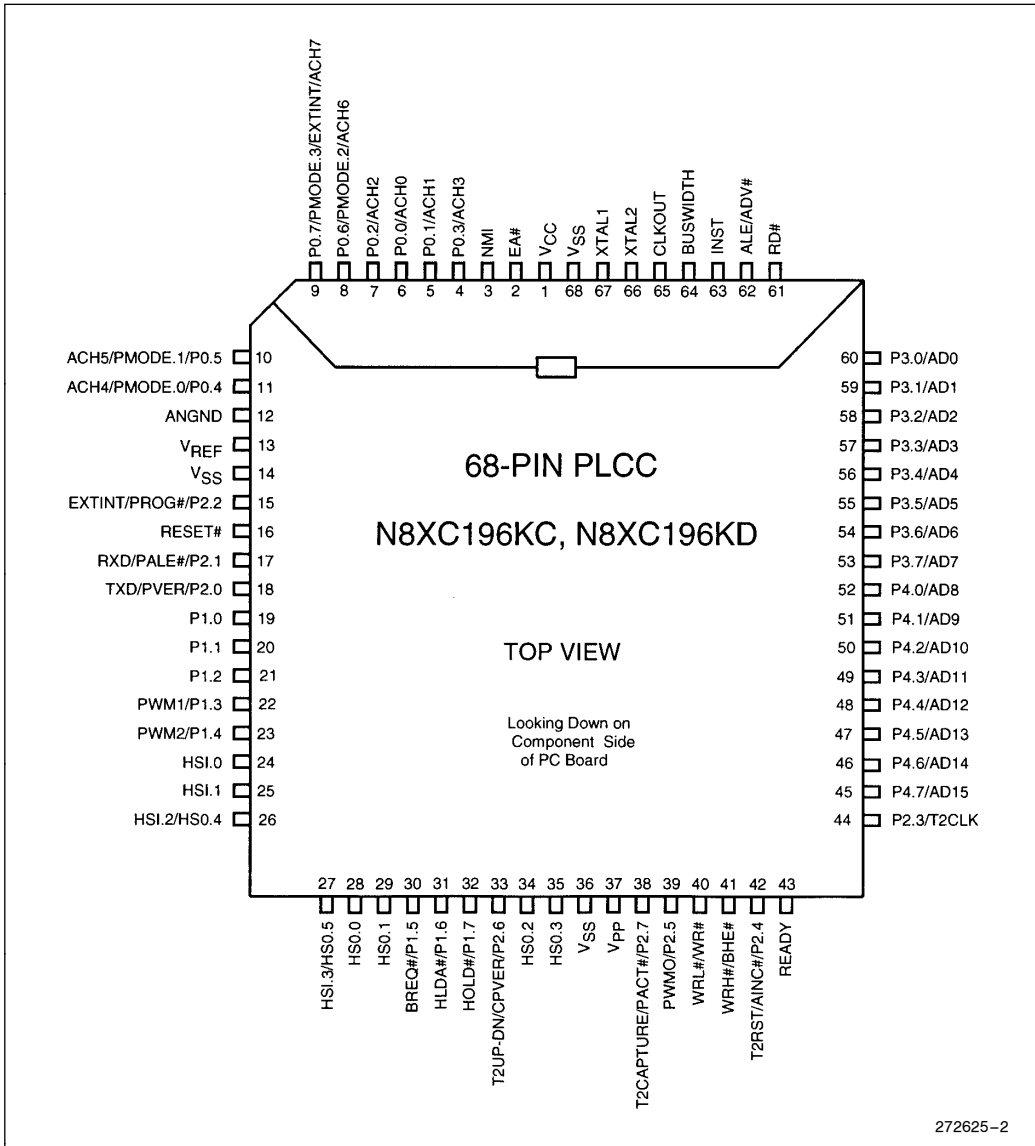 P0.7/PMODE.3/EXTINT/ACH7
P0.6/PMODE.2/ACH6
P0.2/ACH2
P0.0/ACH0
P0.1/ACH1
P0.3/ACH3
NMI
EA#
VCC
VSS
XTAL1
XTAL2
CLKOUT
BUSWIDTH
INST
ALE/ADV#
RD#
9 8 7 6 5 4 3 2 1 68 67 66 65 64 63 62 61
ACH5/PMODE.1/P0.5 10
ACH4/PMODE.0/P0.4 11
ANGND 12
VREF 13
VSS 14
EXTINT/PROG#/P2.2 15
RESET# 16
RXD/PALE#/P2.1 17
TXD/PVER/P2.0 18
P1.0 19
P1.1 20
P1.2 21
PWM1/P1.3 22
PWM2/P1.4 23
HSI.0 24
HSI.1 25
HSI.2/HS0.4 26
68-PIN PLCC
N8XC196KC, N8XC196KD
TOP VIEW
Looking Down on
Component Side
of PC Board
60 P3.0/AD0
59 P3.1/AD1
58 P3.2/AD2
57 P3.3/AD3
56 P3.4/AD4
55 P3.5/AD5
54 P3.6/AD6
53 P3.7/AD7
52 P4.0/AD8
51 P4.1/AD9
50 P4.2/AD10
49 P4.3/AD11
48 P4.4/AD12
47 P4.5/AD13
46 P4.6/AD14
45 P4.7/AD15
44 P2.3/T2CLK
27 28 29 30 31 32 33 34 35 36 37 38 39 40 41 42 43
HSI.3/HS0.5
HS0.0
HS0.1
BREQ#/P1.5
HLDA#/P1.6
HOLD#/P1.7
T2UP-DN/CPVER/P2.6
HS0.2
HS0.3
VSS
VPP
T2CAPTURE/PACT#/P2.7
PWMO/P2.5
WRL#/WR#
WRH#/BHE#
T2RST/AINC#/P2.4
READY
272625–2